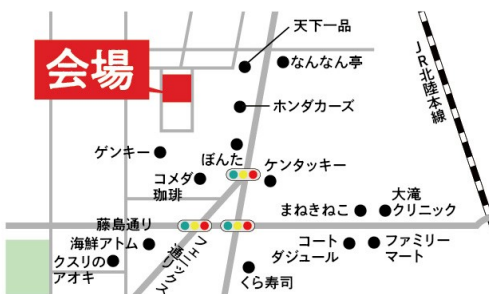 天下一品
なんなん亭
JR北陸本線
会場
ホンダカーズ
ゲンキー
ぽんた
ケンタッキー
コメダ
珈琲
大滝
クリニック
まねきねこ
藤島通り
海鮮アトム
フェニックス
通り
コート
ダジュール
ファミリー
マート
クスリの
アオキ
くら寿司